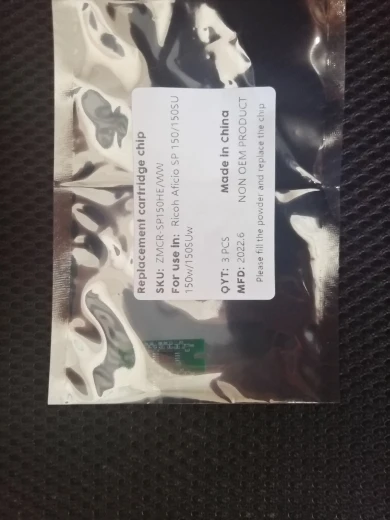 Replacement cartridge chip
SKU: ZMCR-SP150HE/WW
For use in: Ricoh Aficio SP 150/150SU
150w/150SUw
QYT: 3 PCS Made in china
MFD: 2022.6 NON OEM PRODUCT
Please fill the powder and replace the chip